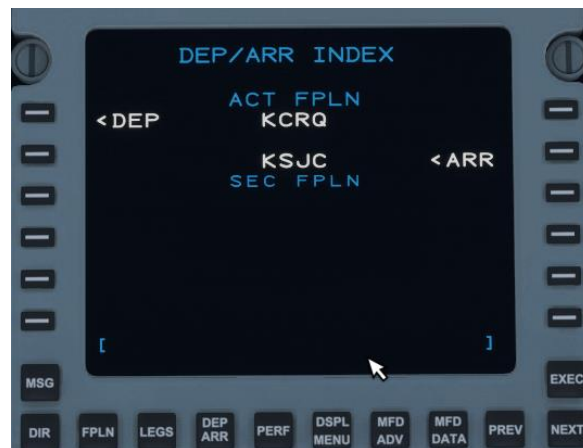 DEP/ARR INDEX
ACT FPLN
<DEP KCRQ
KSJC <ARR
SEC FPLN
[ ]
MSG EXEC
DIR FPLN LEGS DEP ARR PERF DSPL MENU MFD ADV MFD DATA PREV NEXT